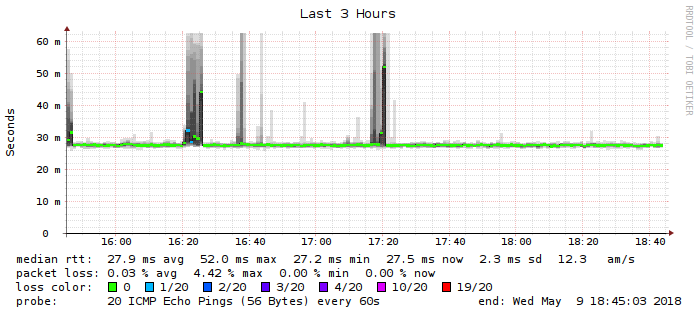 Last 3 Hours
RRDTOOL / TOBI OETIKER
Seconds
60 m
50 m
40 m
30 m
20 m
10 m
0
16:00 16:20 16:40 17:00 17:20 17:40 18:00 18:20 18:40
median rtt: 27.9 ms avg 52.0 ms max 27.2 ms min 27.5 ms now 2.3 ms sd 12.3 am/s
packet loss: 0.03 % avg 4.42 % max 0.00 % min 0.00 % now
loss color: 0 1/20 2/20 3/20 4/20 10/20 19/20
probe: 20 ICMP Echo Pings (56 Bytes) every 60s end: Wed May 9 18:45:03 2018